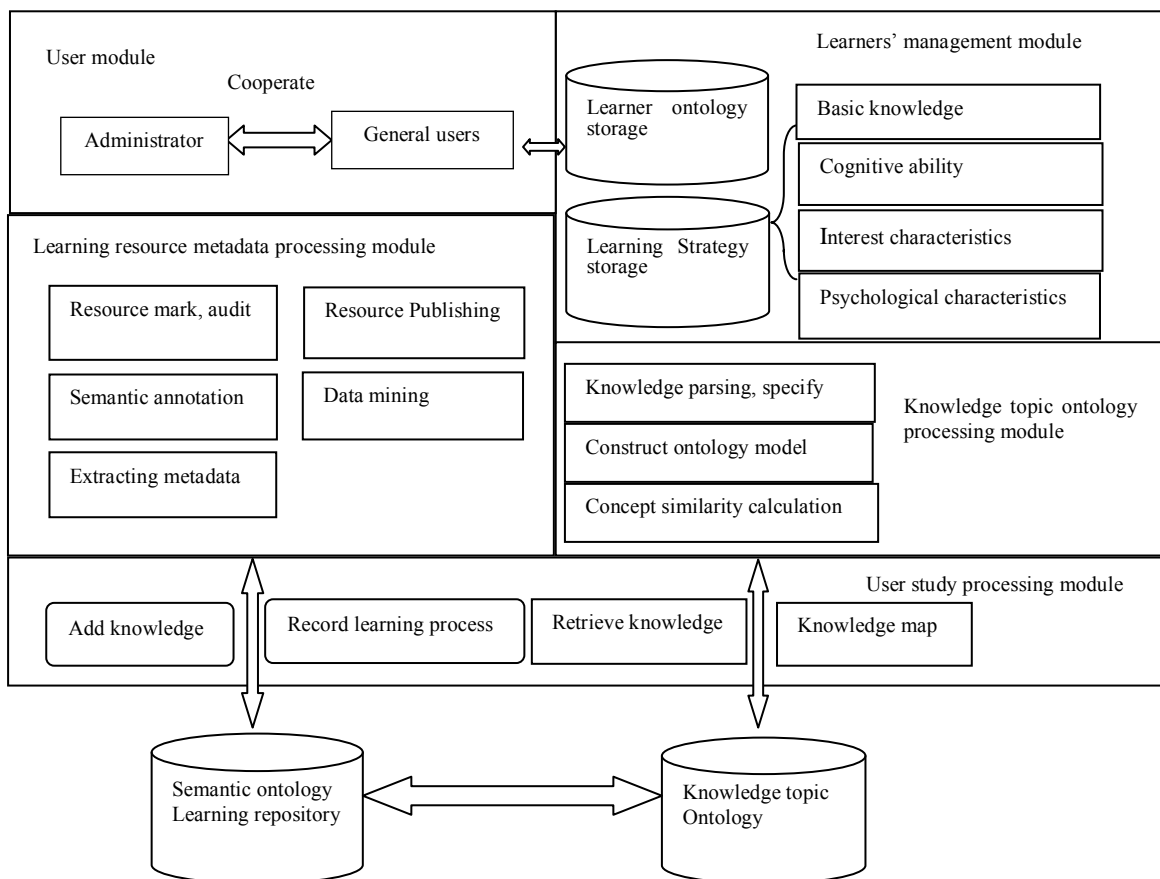 User module
Cooperate
Administrator
General users
Learners’ management module
Learner ontology
storage
Learning Strategy
storage
Basic knowledge
Cognitive ability
Interest characteristics
Psychological characteristics
Learning resource metadata processing module
Resource mark, audit
Resource Publishing
Semantic annotation
Data mining
Extracting metadata
Knowledge parsing, specify
Construct ontology model
Concept similarity calculation
Knowledge topic ontology
processing module
User study processing module
Add knowledge
Record learning process
Retrieve knowledge
Knowledge map
Semantic ontology
Learning repository
Knowledge topic
Ontology